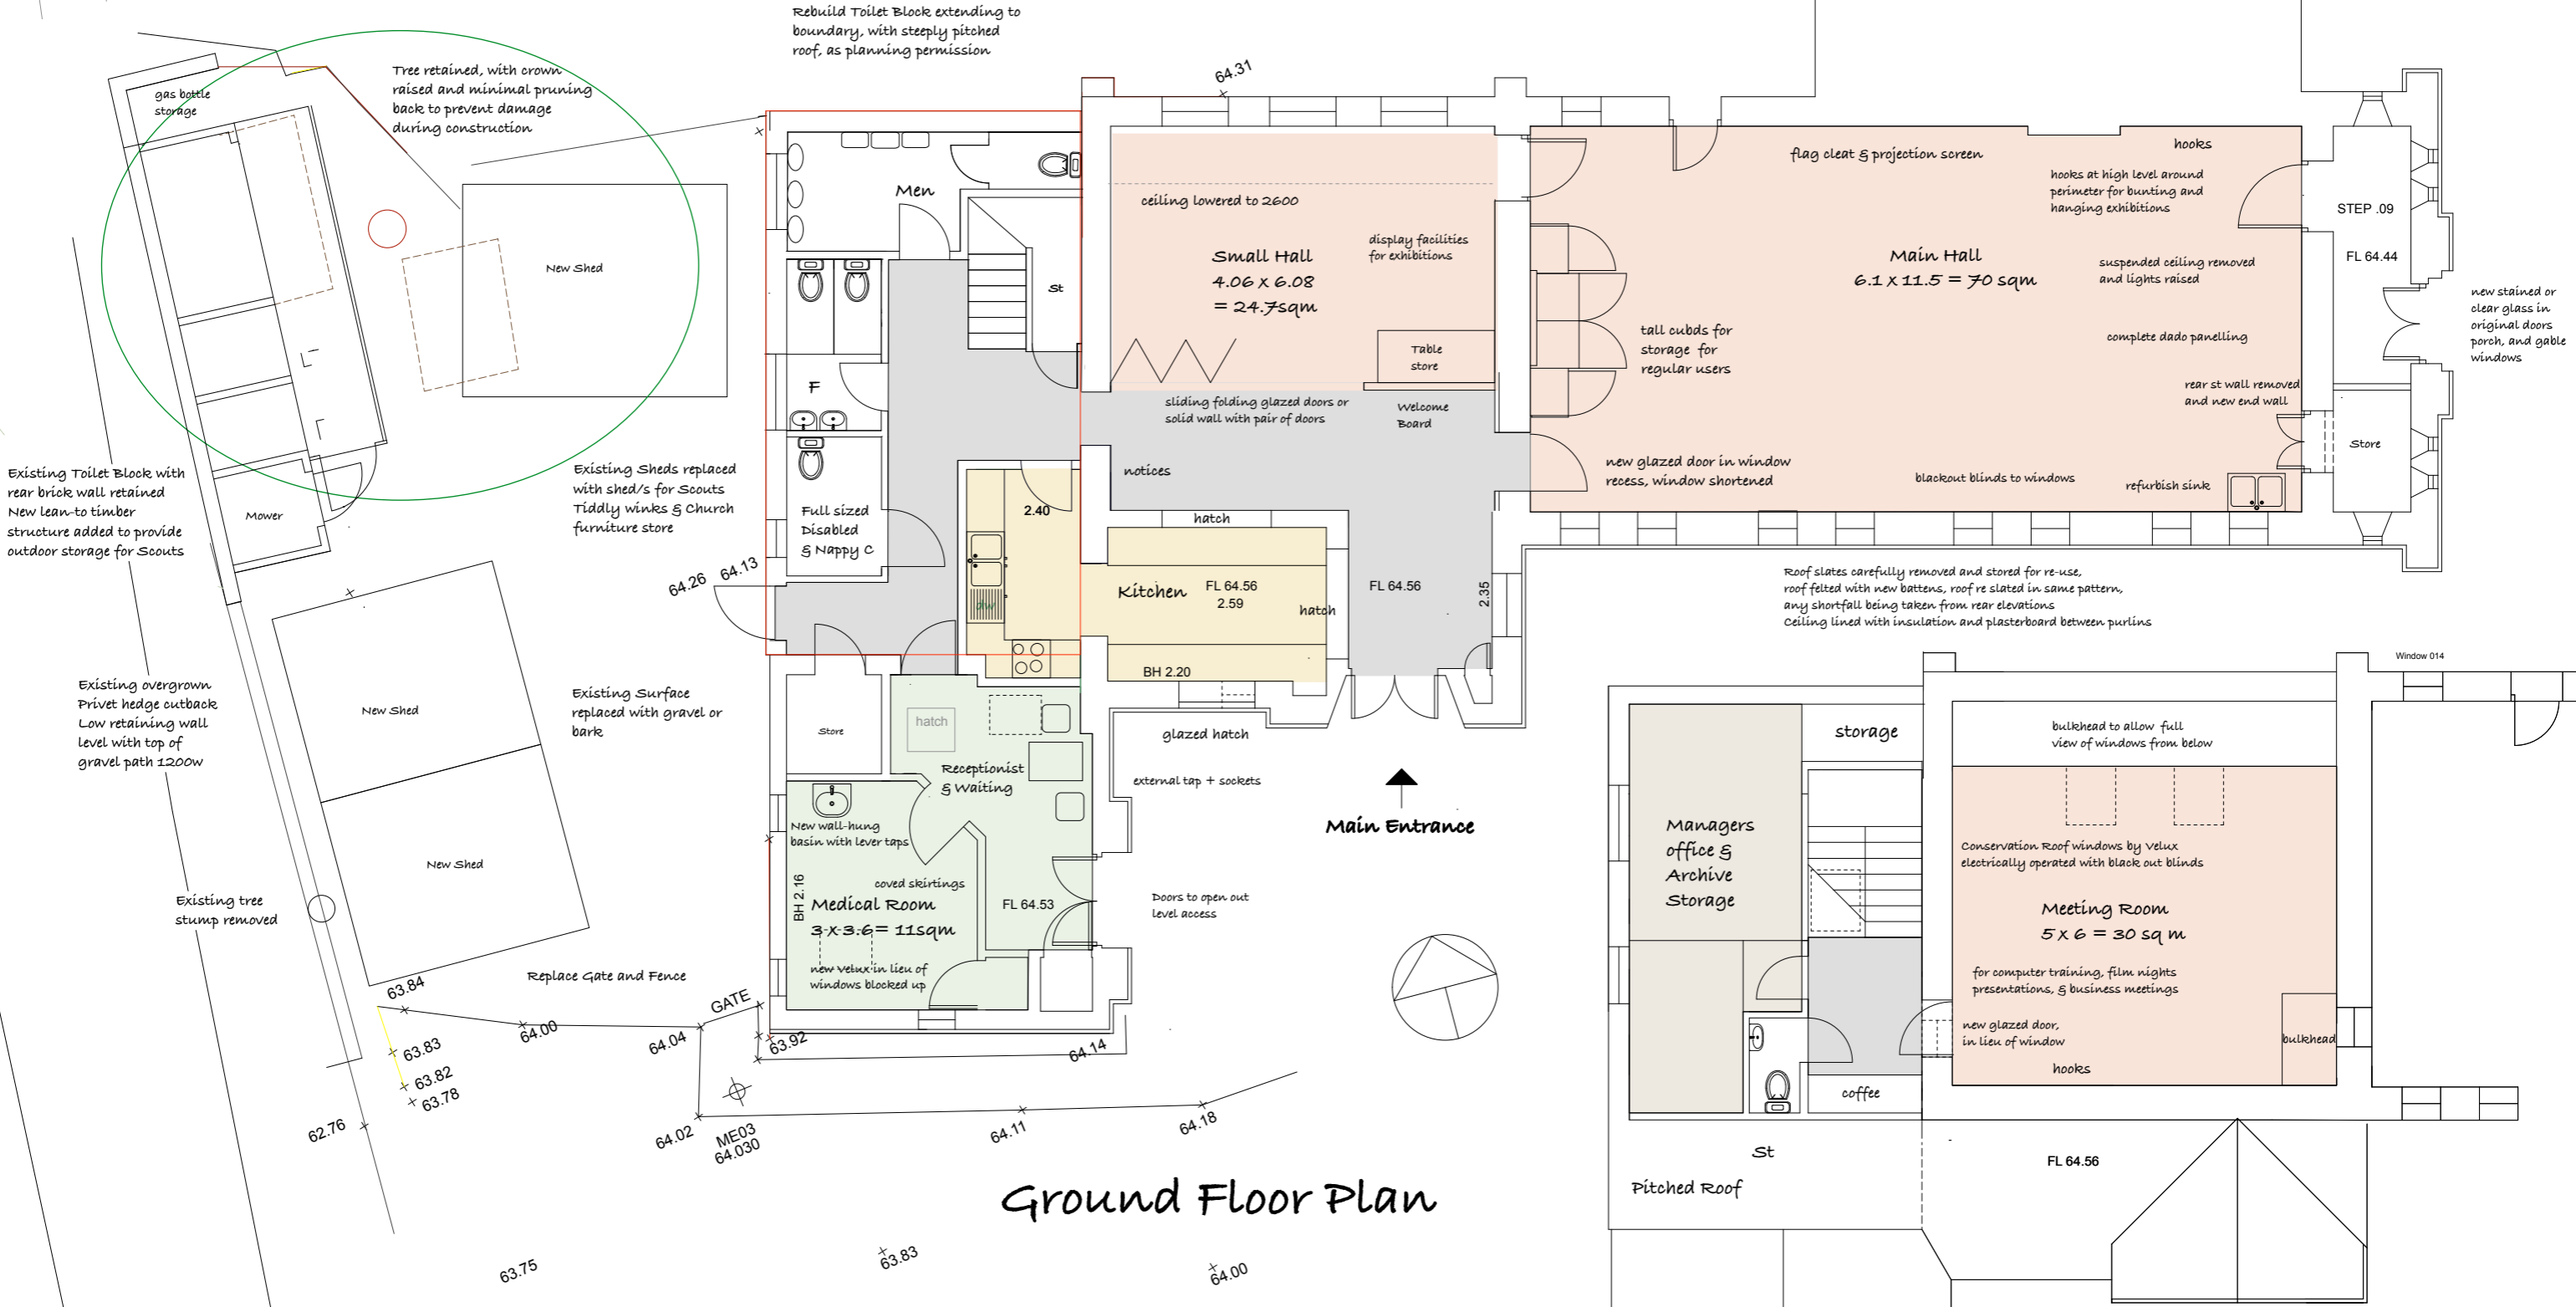 Rebuild Toilet Block extending to
boundary, with steeply pitched
roof, as planning permission
Tree retained, with crown
raised and minimal pruning
back to prevent damage
during construction
gas bottle
storage
New Shed
Mower
Existing Toilet Block with
rear brick wall retained
New lean-to timber
structure added to provide
outdoor storage for Scouts
Existing Sheds replaced
with shed/s for Scouts
Tiddly winks & Church
furniture store
64.26
64.13
Existing overgrown
Privet hedge cutback
Low retaining wall
level with top of
gravel path 1200w
Existing Surface
replaced with gravel or
bark
New Shed
New Shed
Existing tree
stump removed
Replace Gate and Fence
GATE
63.84
64.00
64.04
63.92
64.14
63.83
63.82
63.78
62.76
64.02
ME03
64.030
64.11
64.18
63.75
63.83
64.00
64.31
Men
St
F
Full sized
Disabled
& Nappy C
ceiling lowered to 2600
display facilities
for exhibitions
Small Hall
4.06 x 6.08
= 24.7sqm
Table
store
sliding folding glazed doors or
solid wall with pair of doors
Welcome
Board
notices
hatch
2.40
dw
Kitchen
FL 64.56
2.59
hatch
BH 2.20
FL 64.56
2.35
glazed hatch
external tap + sockets
Main Entrance
Doors to open out
level access
Store
hatch
Receptionist
& Waiting
New wall-hung
basin with lever taps
coved skirtings
BH 2.16
Medical Room
3 x 3.6= 11sqm
new velux in lieu of
windows blocked up
FL 64.53
flag cleat & projection screen
hooks
hooks at high level around
perimeter for bunting and
hanging exhibitions
Main Hall
6.1 x 11.5 = 70 sqm
suspended ceiling removed
and lights raised
tall cubds for
storage for
regular users
complete dado panelling
rear st wall removed
and new end wall
new glazed door in window
recess, window shortened
blackout blinds to windows
refurbish sink
STEP .09
FL 64.44
Store
new stained or
clear glass in
original doors
porch, and gable
windows
Roof slates carefully removed and stored for re-use,
roof felted with new battens, roof re slated in same pattern,
any shortfall being taken from rear elevations
Ceiling lined with insulation and plasterboard between purlins
Window 014
storage
bulkhead to allow full
view of windows from below
Managers
office &
Archive
Storage
Conservation Roof windows by Velux
electrically operated with black out blinds
Meeting Room
5 x 6 = 30 sq m
for computer training, film nights
presentations, & business meetings
new glazed door,
in lieu of window
hooks
bulkhead
coffee
St
Pitched Roof
FL 64.56
Ground Floor Plan